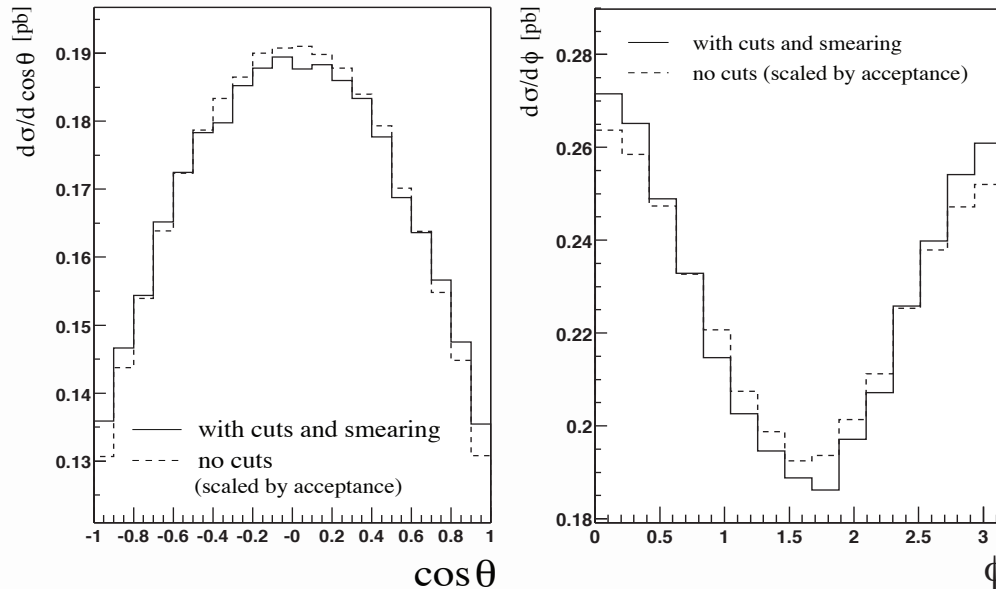 dσ/d cosθ [pb]
0.19
0.18
0.17
0.16
0.15
0.14
0.13
with cuts and smearing
no cuts
(scaled by acceptance)
-1 -0.8 -0.6 -0.4 -0.2 -0 0.2 0.4 0.6 0.8 1
cosθ
dσ/dϕ [pb]
0.28
0.26
0.24
0.22
0.2
0.18
with cuts and smearing
no cuts (scaled by acceptance)
0 0.5 1 1.5 2 2.5 3
ϕ